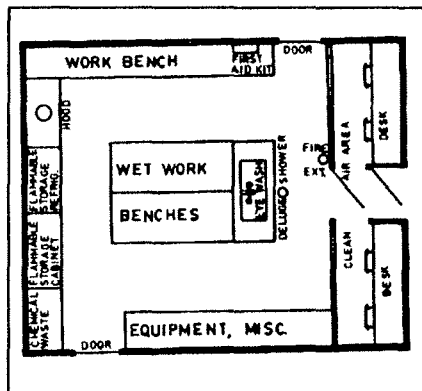 DOOR
WORK BENCH
FIRST
AID KIT
HOOD
FLAMMABLE
STORAGE
REFRIG.
FLAMMABLE
STORAGE
CABINET
CHEMICAL
WASTE
WET WORK
BENCHES
EYE WASH
DELUGE SHOWER
FIRE
EXT.
CLEAN AIR AREA
DESK
DESK
DOOR
EQUIPMENT, MISC.